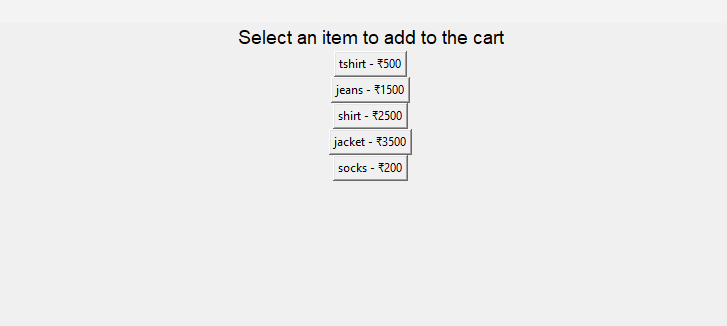 Select an item to add to the cart
tshirt - ₹500
jeans - ₹1500
shirt - ₹2500
jacket - ₹3500
socks - ₹200